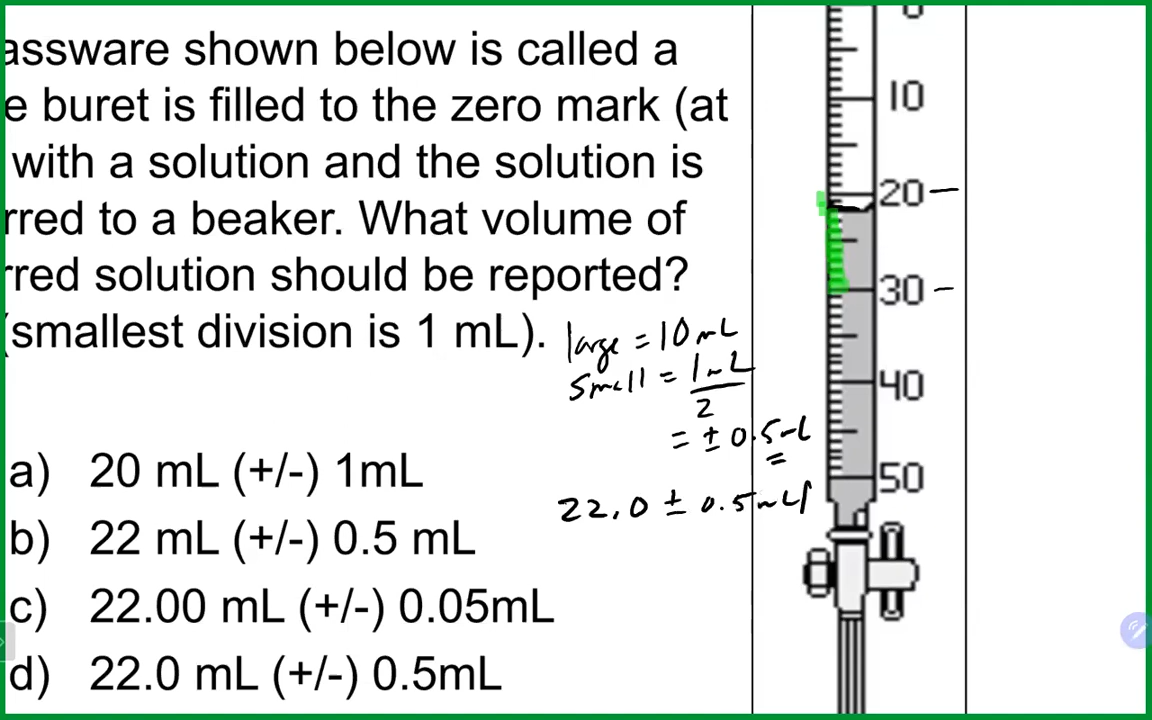 assware shown below is called a
e buret is filled to the zero mark (at
with a solution and the solution is
rred to a beaker. What volume of
rred solution should be reported?
(smallest division is 1 mL).
large = 10 mL
small = 1 mL
2
= ± 0.5 mL
22.0 ± 0.5 mL
a) 20 mL (+/-) 1mL
b) 22 mL (+/-) 0.5 mL
c) 22.00 mL (+/-) 0.05mL
d) 22.0 mL (+/-) 0.5mL
0
10
20
30
40
50